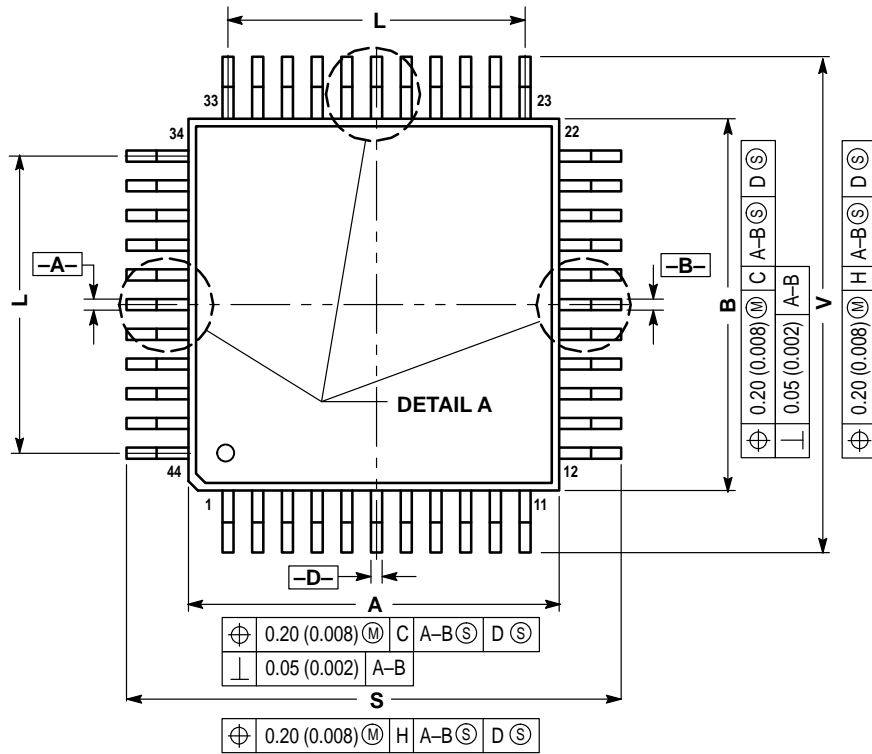 L
33
23
34
22
–A–
–B–
L
B
V
⌖ 0.20 (0.008) Ⓜ C A–B Ⓢ D Ⓢ
⊥ 0.05 (0.002) A–B
⌖ 0.20 (0.008) Ⓜ H A–B Ⓢ D Ⓢ
DETAIL A
44
12
1
11
–D–
A
⌖ 0.20 (0.008) Ⓜ C A–B Ⓢ D Ⓢ
⊥ 0.05 (0.002) A–B
S
⌖ 0.20 (0.008) Ⓜ H A–B Ⓢ D Ⓢ